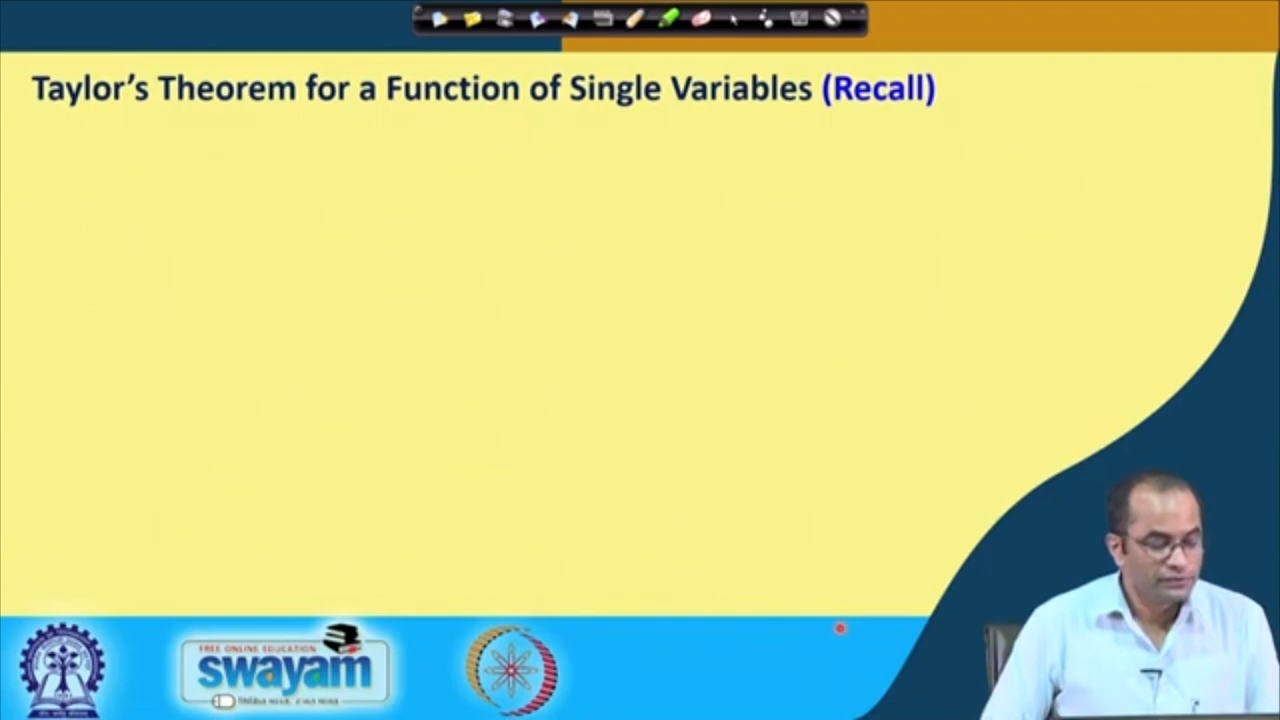 Taylor's Theorem for a Function of Single Variables (Recall)
FREE ONLINE EDUCATION
swayam